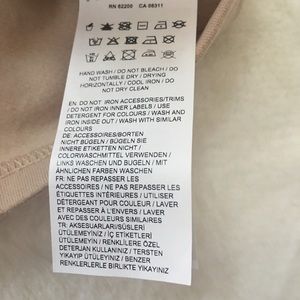 RN 62200 CA 08311
HAND WASH / DO NOT BLEACH / DO
NOT TUMBLE DRY / DRYING
HORIZONTALLY / COOL IRON / DO
NOT DRY CLEAN
EN: DO NOT IRON ACCESSORIES/TRIMS
/ DO NOT IRON INNER LABELS / USE
DETERGENT FOR COLOURS / WASH AND
IRON INSIDE OUT / WASH WITH SIMILAR
COLOURS
DE: ACCESSOIRES/BORTEN
NICHT BÜGELN / BÜGELN SIE
INNERE ETIKETTEN NICHT /
COLORWASCHMITTEL VERWENDEN /
LINKS WASCHEN UND BÜGELN / MIT
ÄHNLICHEN FARBEN WASCHEN
FR: NE PAS REPASSER LES
ACCESSOIRES / NE PAS REPASSER LES
ÉTIQUETTES INTÉRIEURES / UTILISER
DÉTERGENT POUR LA COULEUR / LAVER
ET REPASSER À L'ENVERS / LAVER
AVEC DES COULEURS SIMILAIRES
TR: AKSESUARLARI/SÜSLERİ
ÜTÜLEMEYİN / İÇ ETİKETLERİ
ÜTÜLEMEYİN / RENKLİLERE ÖZEL
DETERJAN KULLANINIZ / TERSTEN
YIKAYIP ÜTÜLEYİNİZ / BENZER
RENKLERLERLE BİRLİKTE YIKAYINIZ